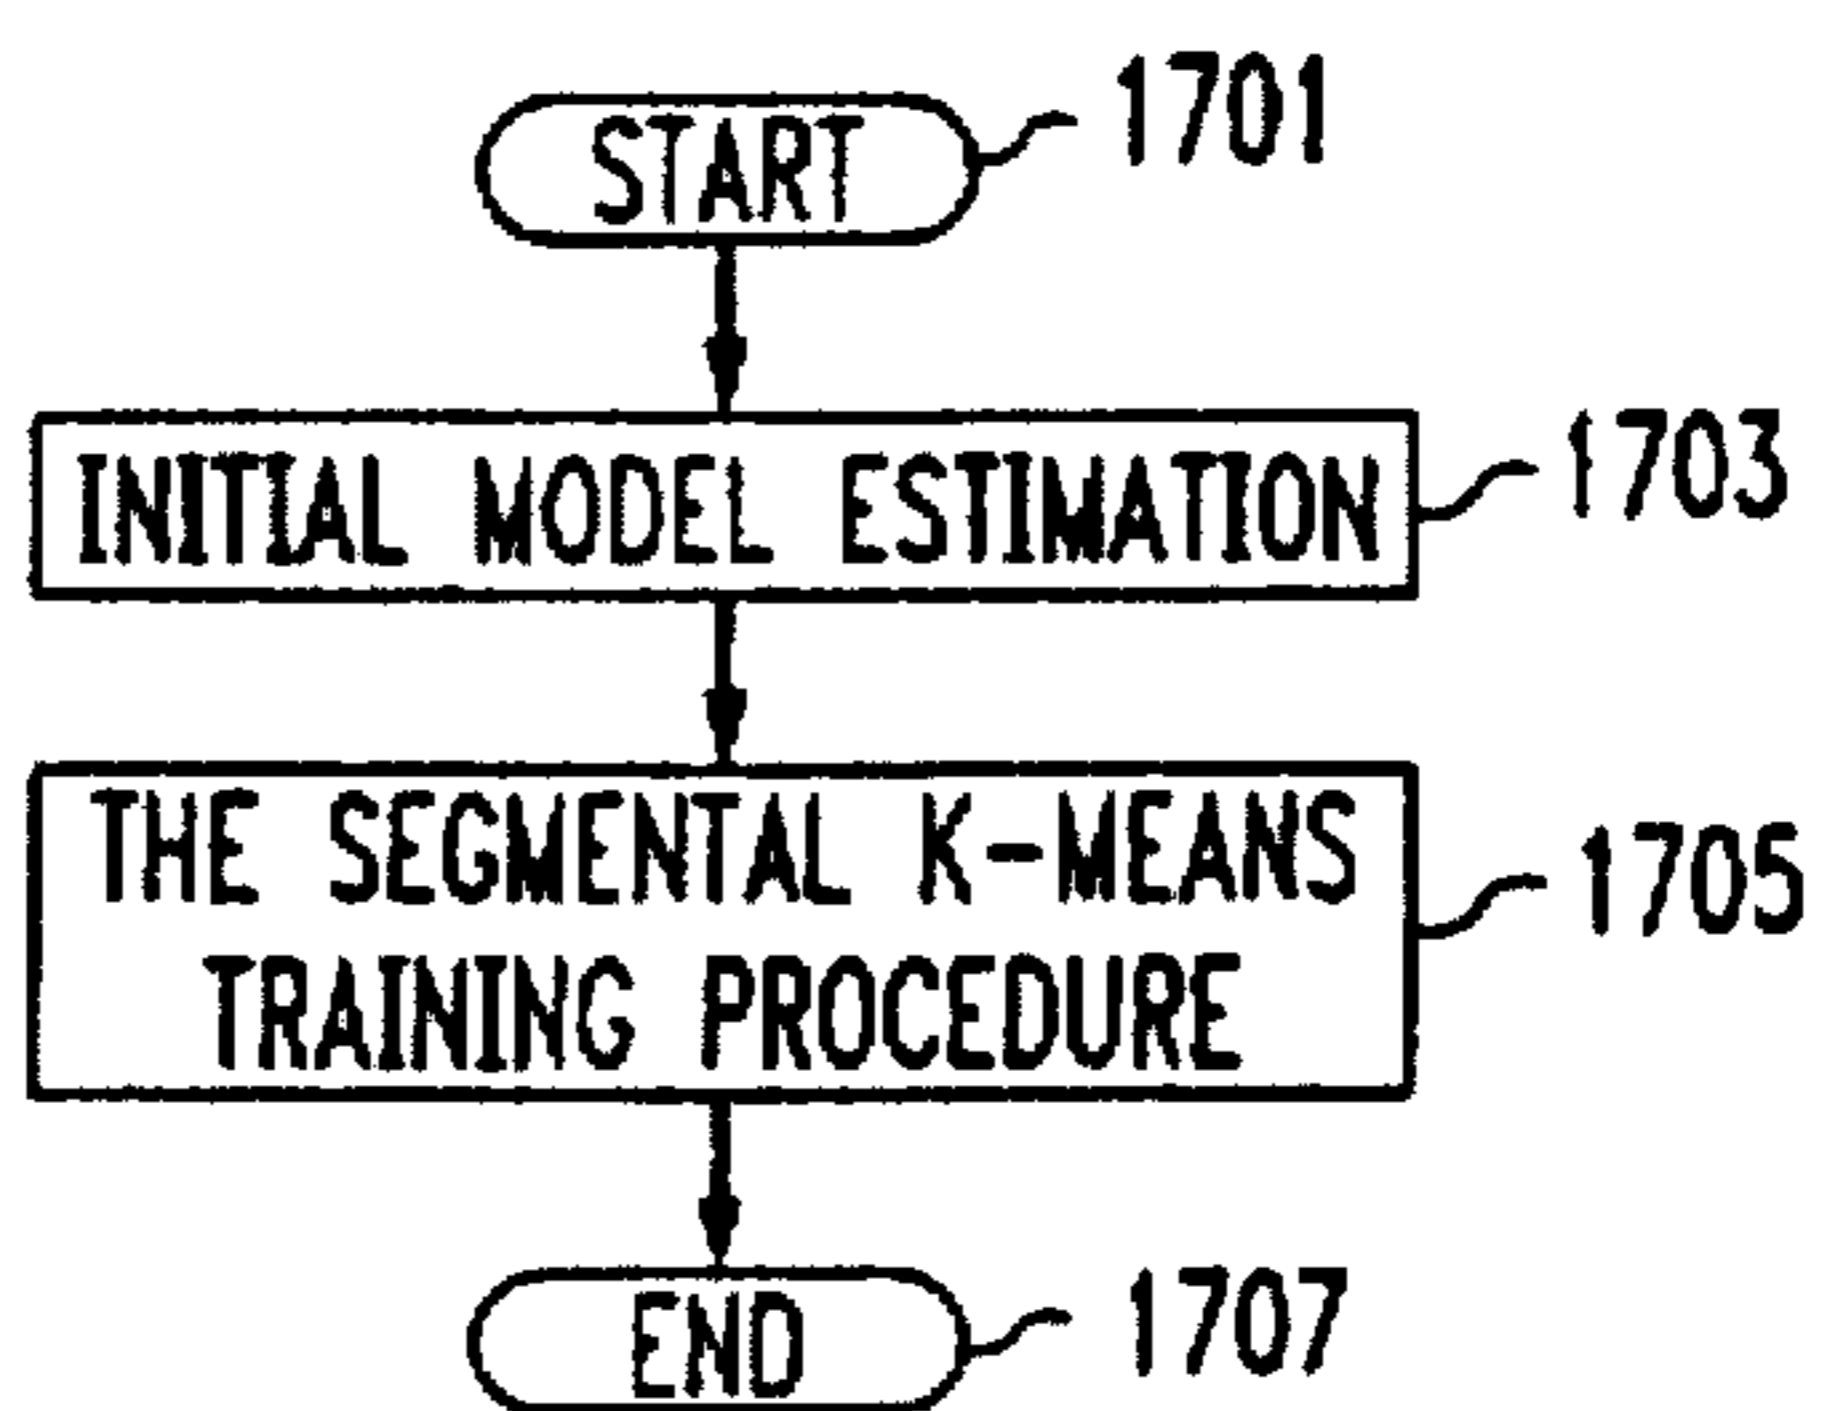 START
1701
INITIAL MODEL ESTIMATION
1703
THE SEGMENTAL K-MEANS
TRAINING PROCEDURE
1705
END
1707